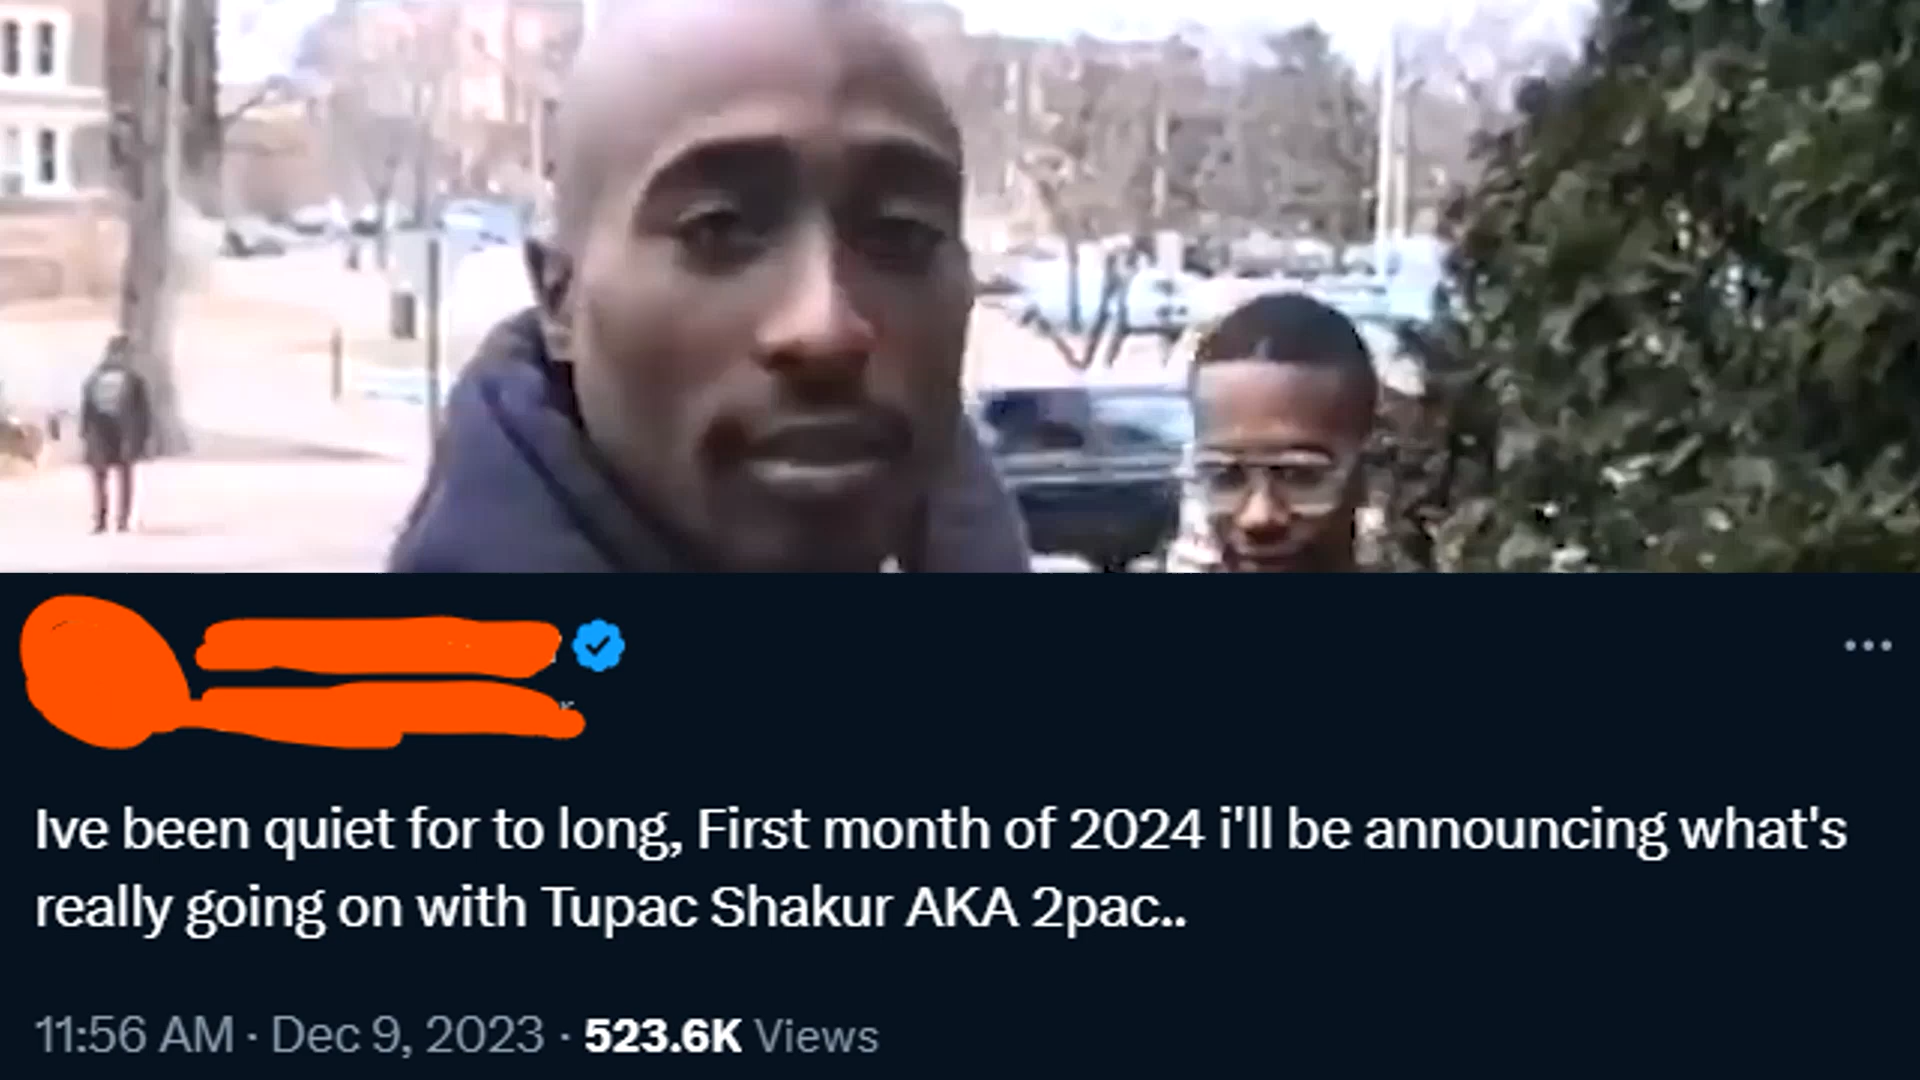 Ive been quiet for to long, First month of 2024 i'll be announcing what's
really going on with Tupac Shakur AKA 2pac..
11:56 AM · Dec 9, 2023 · 523.6K Views